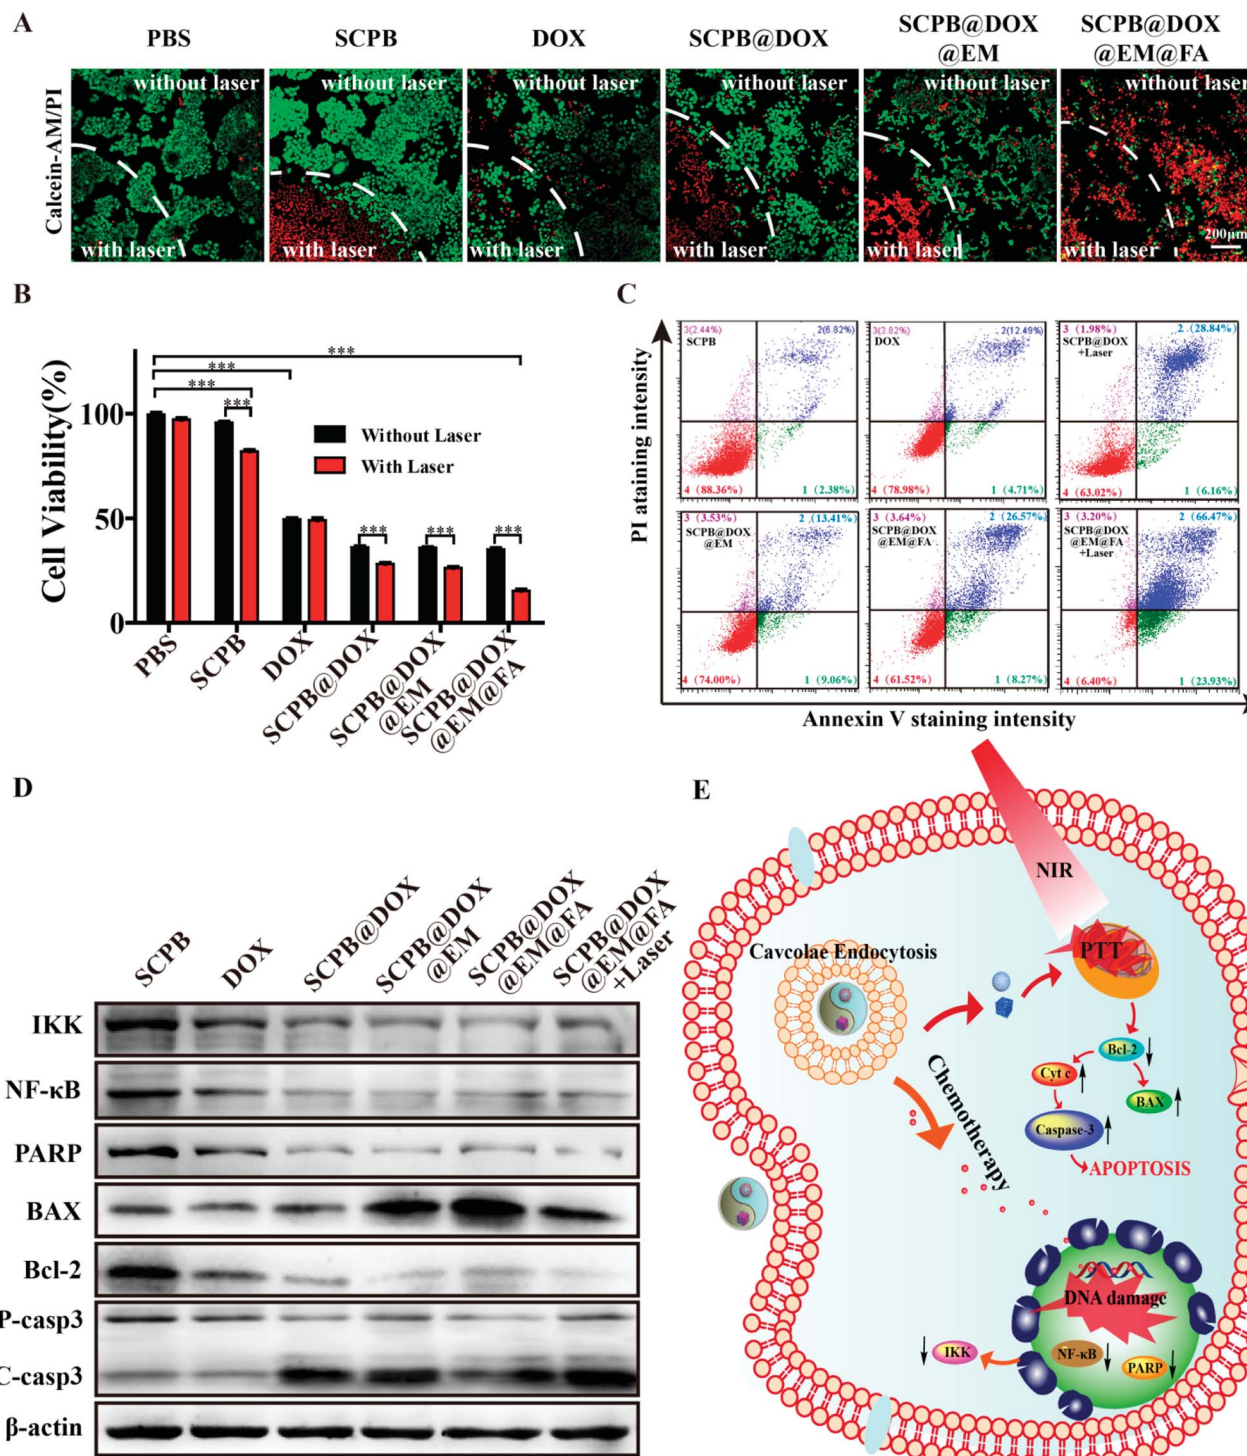 A
PBS
SCPB
DOX
SCPB@DOX
SCPB@DOX
@EM
SCPB@DOX
@EM@FA
Calcein-AM/PI
without laser
with laser
without laser
with laser
without laser
with laser
without laser
with laser
without laser
with laser
without laser
with laser
200μm
B
Cell Viability(%)
100
50
0
***
***
***
***
***
***
***
Without Laser
With Laser
PBS
SCPB
DOX
SCPB@DOX
SCPB@DOX
@EM
SCPB@DOX
@EM@FA
C
PI ataining intensity
3(2.44%)
2(6.82%)
SCPB
4 (88.36%)
1 (2.38%)
3(3.82%)
2(12.49%)
DOX
4 (78.98%)
1 (4.71%)
3 (1.98%)
2 (28.84%)
SCPB@DOX
+Laser
4 (63.02%)
1 (6.16%)
3 (3.53%)
2 (13.41%)
SCPB@DOX
@EM
4 (74.00%)
1 (9.06%)
3 (3.64%)
2 (26.57%)
SCPB@DOX
@EM@FA
4 (61.52%)
1 (8.27%)
3 (3.20%)
2 (66.47%)
SCPB@DOX
@EM@FA
+Laser
4 (6.40%)
1 (23.93%)
Annexin V staining intensity
D
SCPB
DOX
SCPB@DOX
SCPB@DOX
@EM
SCPB@DOX
@EM@FA
SCPB@DOX
@EM@FA
+Laser
IKK
NF-κB
PARP
BAX
Bcl-2
P-casp3
C-casp3
β-actin
E
NIR
PTT
Cavcolae Endocytosis
Chemotherapy
Bcl-2
Cyt c
BAX
Caspase-3
APOPTOSIS
DNA damage
IKK
NF-κB
PARP